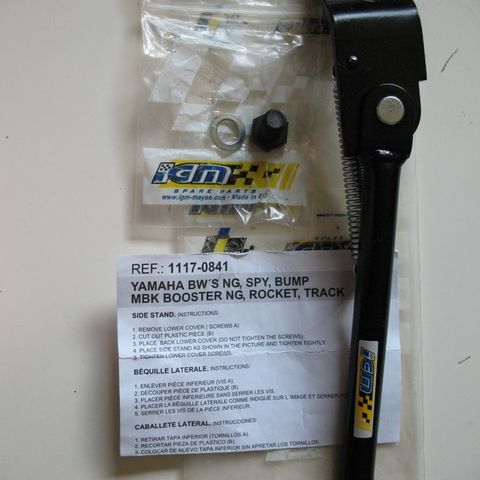 igm
SPARE PARTS
www.igm-mayse.com - Made in
REF.: 1117-0841
YAMAHA BW´S NG, SPY, BUMP
MBK BOOSTER NG, ROCKET, TRACK
SIDE STAND. INSTRUCTIONS:
1. REMOVE LOWER COVER ( SCREWS A)
2. CUT OUT PLASTIC PIECE (B)
3. PLACE BACK LOWER COVER (DO NOT TIGHTEN THE SCREWS)
4. PLACE SIDE STAND AS SHOWN IN THE PICTURE AND TIGHTEN TIGHTLY.
5. TIGHTEN LOWER COVER SCREWS.
BÉQUILLE LATERALE. INSTRUCTIONS:
1. ENLEVER PIÈCE INFERIEUR (VIS A).
2. DECOUPER PIÈCE DE PLASTIQUE (B)
3. PLACER PIÈCE INFÉRIEURE SANS SERRER LES VIS.
4. PLACER LA BÉQUILLE LATERALE COMME INDIQUÉ SUR L'IMAGE ET SERRER
5. SERRER LES VIS DE LA PIECE INFERIEUR.
CABALLETE LATERAL. INSTRUCCIONES:
1. RETIRAR TAPA INFERIOR (TORNILLOS A).
2. RECORTAR PIEZA DE PLASTICO (B).
3. COLOCAR DE NUEVO TAPA INFERIOR SIN APRETAR LOS TORNILLOS.
igm